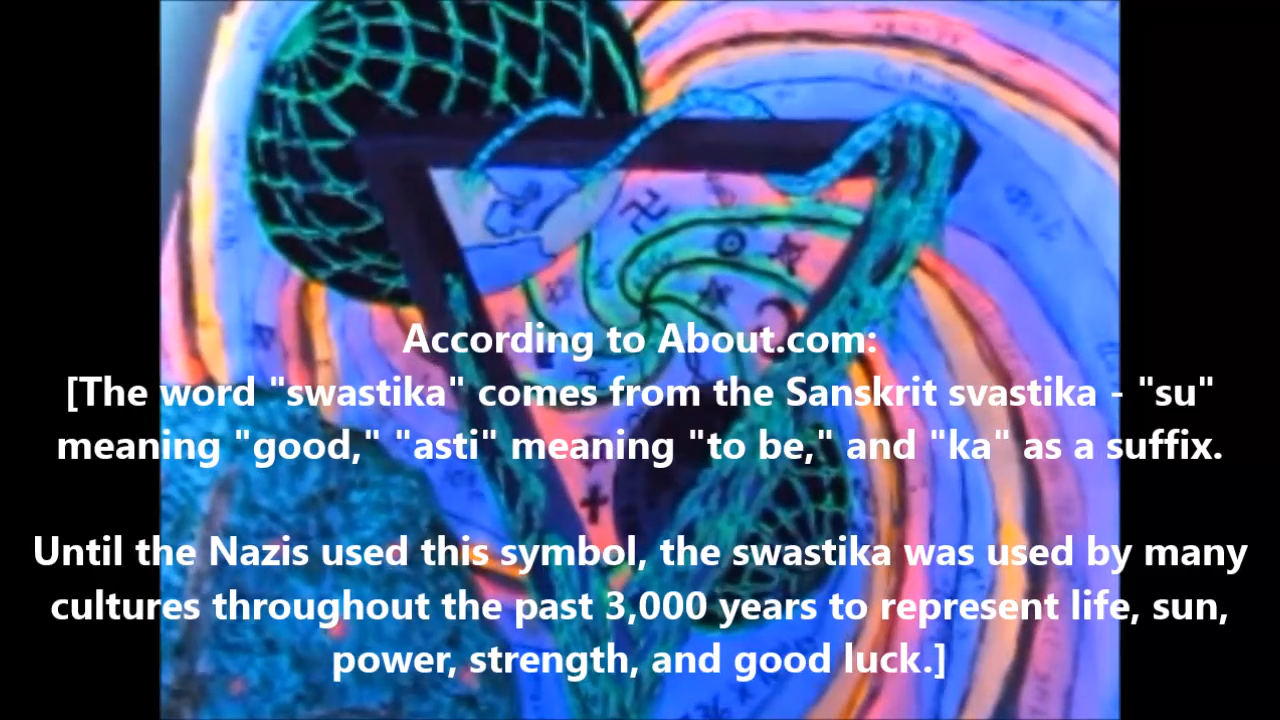 According to About.com:
[The word "swastika" comes from the Sanskrit svastika - "su"
meaning "good," "asti" meaning "to be," and "ka" as a suffix.
Until the Nazis used this symbol, the swastika was used by many
cultures throughout the past 3,000 years to represent life, sun,
power, strength, and good luck.]